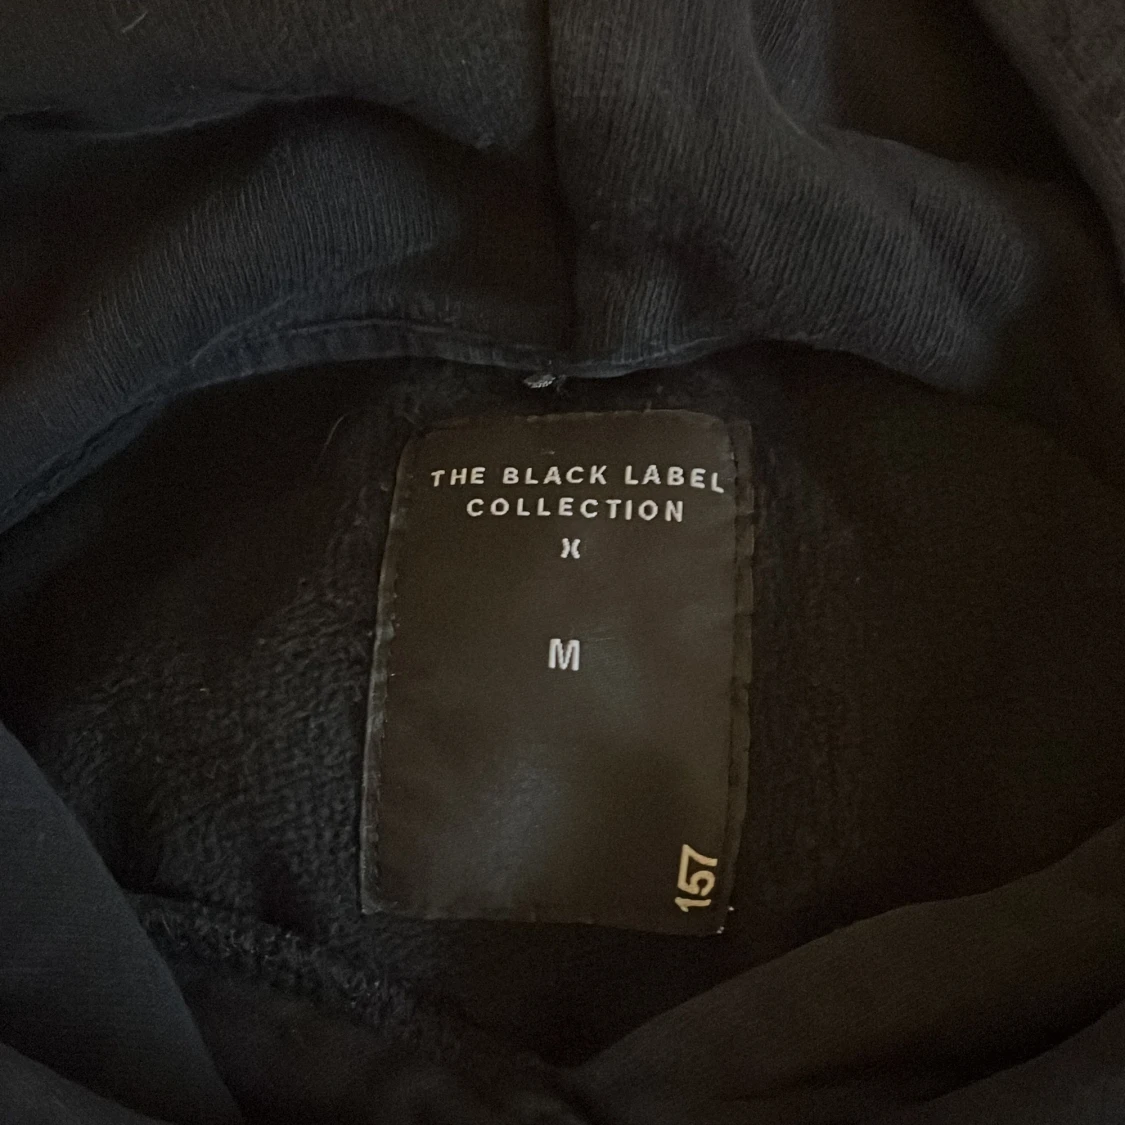 THE BLACK LABEL
COLLECTION
M
157